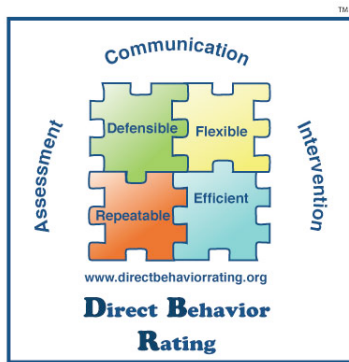 TM
Communication
Assessment
Intervention
Defensible
Flexible
Repeatable
Efficient
www.directbehaviorrating.org
Direct Behavior
Rating